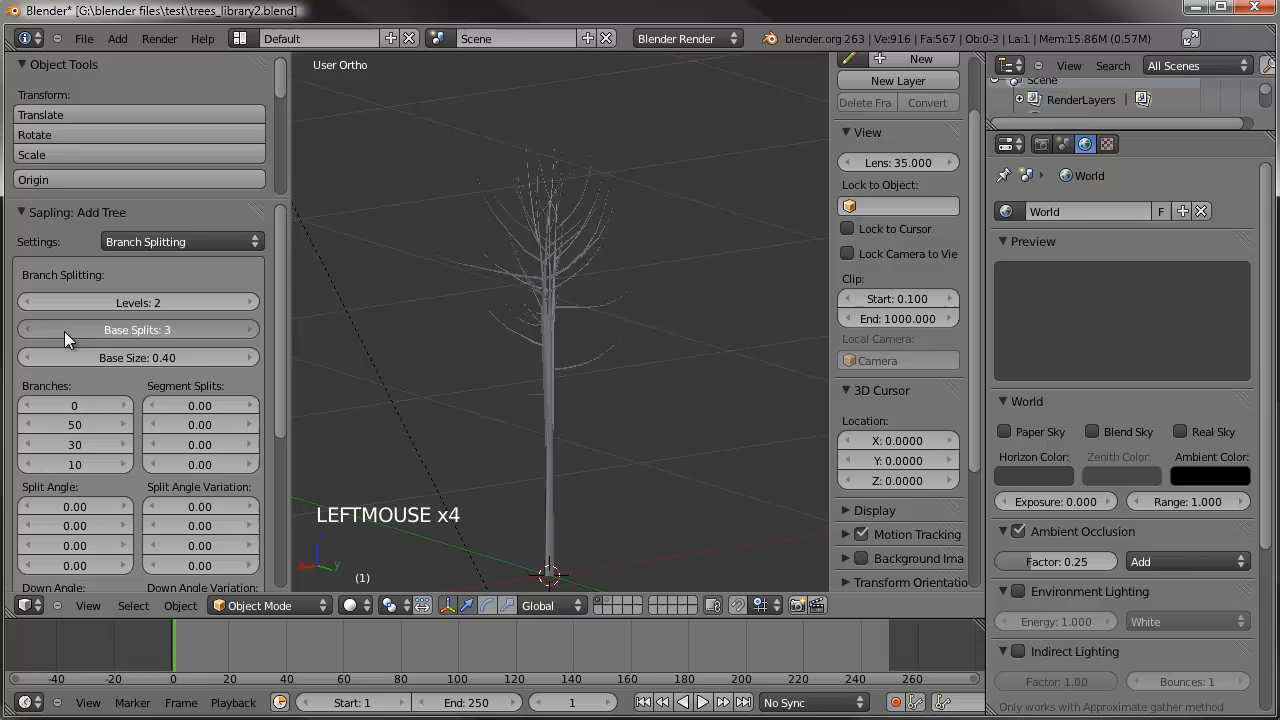 Blender* [G:\blender files\test\trees_library2.blend]
File Add Render Help Default Scene Blender Render blender.org 263 | Ve:916 | Fa:567 | Ob:0-3 | La:1 | Mem:15.86M (0.57M)
Object Tools
Transform:
Translate
Rotate
Scale
Origin
Sapling: Add Tree
Settings: Branch Splitting
Branch Splitting:
Levels: 2
Base Splits: 3
Base Size: 0.40
Branches: Segment Splits:
0 0.00
50 0.00
30 0.00
10 0.00
Split Angle: Split Angle Variation:
0.00 0.00
0.00 0.00
0.00 0.00
0.00 0.00
Down Angle: Down Angle Variation:
User Ortho
LEFTMOUSE x4
y
(1)
View Select Object Object Mode Global
New
New Layer
Delete Fra Convert
View
Lens: 35.000
Lock to Object:
Lock to Cursor
Lock Camera to Vie
Clip:
Start: 0.100
End: 1000.000
Local Camera:
Camera
3D Cursor
Location:
X: 0.0000
Y: 0.0000
Z: 0.0000
Display
Motion Tracking
Background Ima
Transform Orientatio
View Search All Scenes
Scene
RenderLayers |
World
World F
Preview
World
Paper Sky Blend Sky Real Sky
Horizon Color: Zenith Color: Ambient Color:
Exposure: 0.000 Range: 1.000
Ambient Occlusion
Factor: 0.25 Add
Environment Lighting
Energy: 1.000 White
Indirect Lighting
Factor: 1.00 Bounces: 1
Only works with Approximate gather method
-40 -20 0 20 40 60 80 100 120 140 160 180 200 220 240 260
View Marker Frame Playback Start: 1 End: 250 1 No Sync